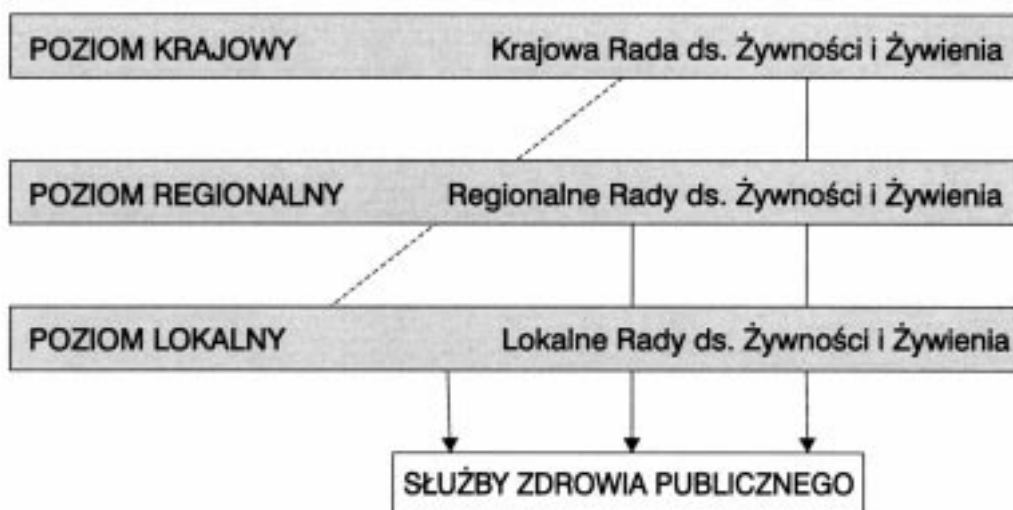 POZIOM KRAJOWY Krajowa Rada ds. Żywności i Żywienia
POZIOM REGIONALNY Regionalne Rady ds. Żywności i Żywienia
POZIOM LOKALNY Lokalne Rady ds. Żywności i Żywienia
SŁUŻBY ZDROWIA PUBLICZNEGO